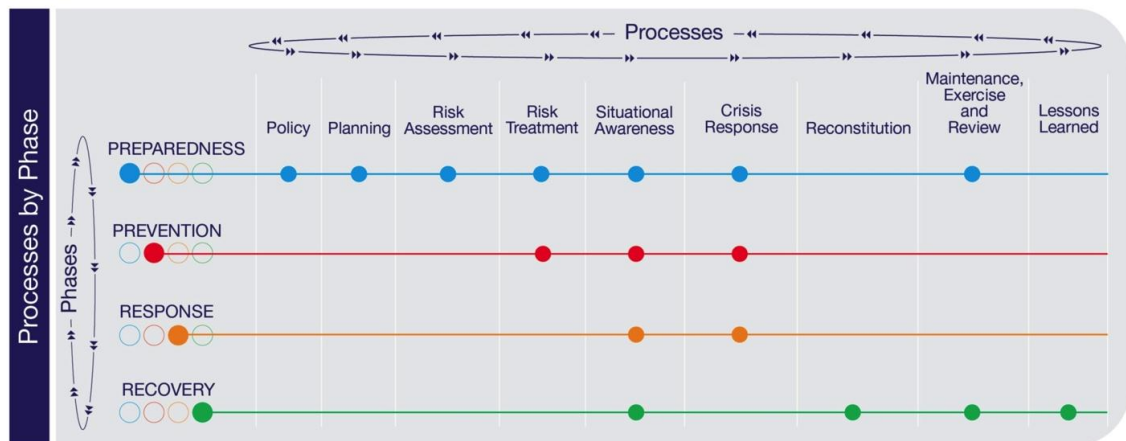 Processes by Phase
Processes
Phases
Policy
Planning
Risk
Assessment
Risk
Treatment
Situational
Awareness
Crisis
Response
Reconstitution
Maintenance,
Exercise
and
Review
Lessons
Learned
PREPAREDNESS
PREVENTION
RESPONSE
RECOVERY